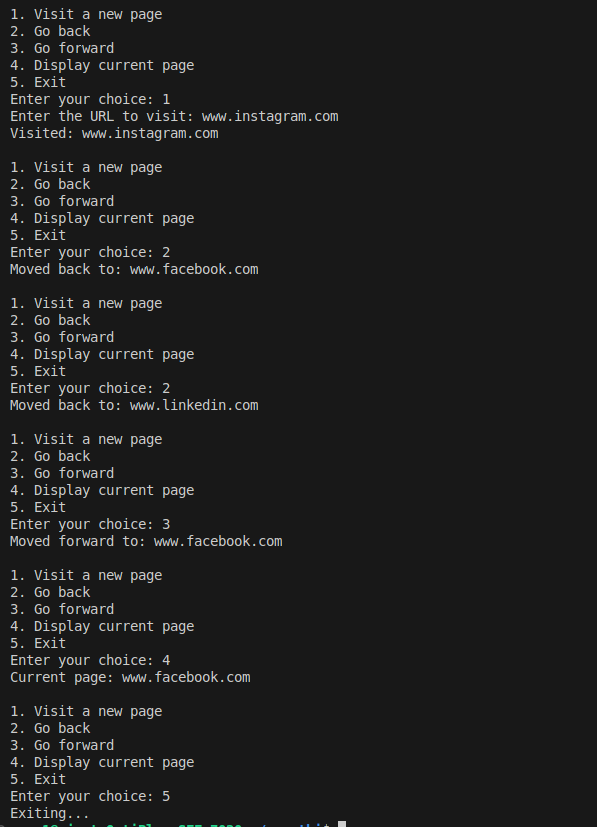 1. Visit a new page
2. Go back
3. Go forward
4. Display current page
5. Exit
Enter your choice: 1
Enter the URL to visit: www.instagram.com
Visited: www.instagram.com
1. Visit a new page
2. Go back
3. Go forward
4. Display current page
5. Exit
Enter your choice: 2
Moved back to: www.facebook.com
1. Visit a new page
2. Go back
3. Go forward
4. Display current page
5. Exit
Enter your choice: 2
Moved back to: www.linkedin.com
1. Visit a new page
2. Go back
3. Go forward
4. Display current page
5. Exit
Enter your choice: 3
Moved forward to: www.facebook.com
1. Visit a new page
2. Go back
3. Go forward
4. Display current page
5. Exit
Enter your choice: 4
Current page: www.facebook.com
1. Visit a new page
2. Go back
3. Go forward
4. Display current page
5. Exit
Enter your choice: 5
Exiting...